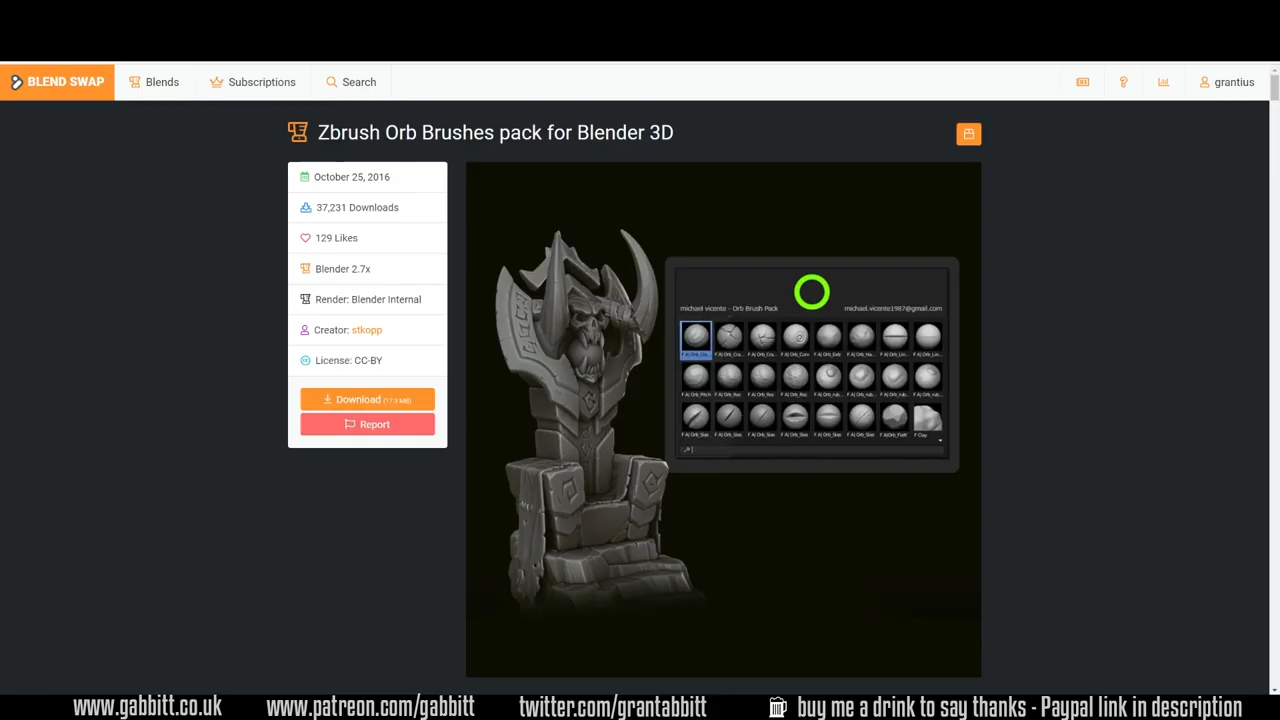 BLEND SWAP
Blends
Subscriptions
Search
grantius
Zbrush Orb Brushes pack for Blender 3D
October 25, 2016
37,231 Downloads
129 Likes
Blender 2.7x
Render: Blender Internal
Creator: stkopp
License: CC-BY
Download (17.3 MB)
Report
michael vicente - Orb Brush Pack
michael.vicente1987@gmail.com
www.gabbitt.co.uk
www.patreon.com/gabbitt
twitter.com/grantabbitt
buy me a drink to say thanks - Paypal link in description